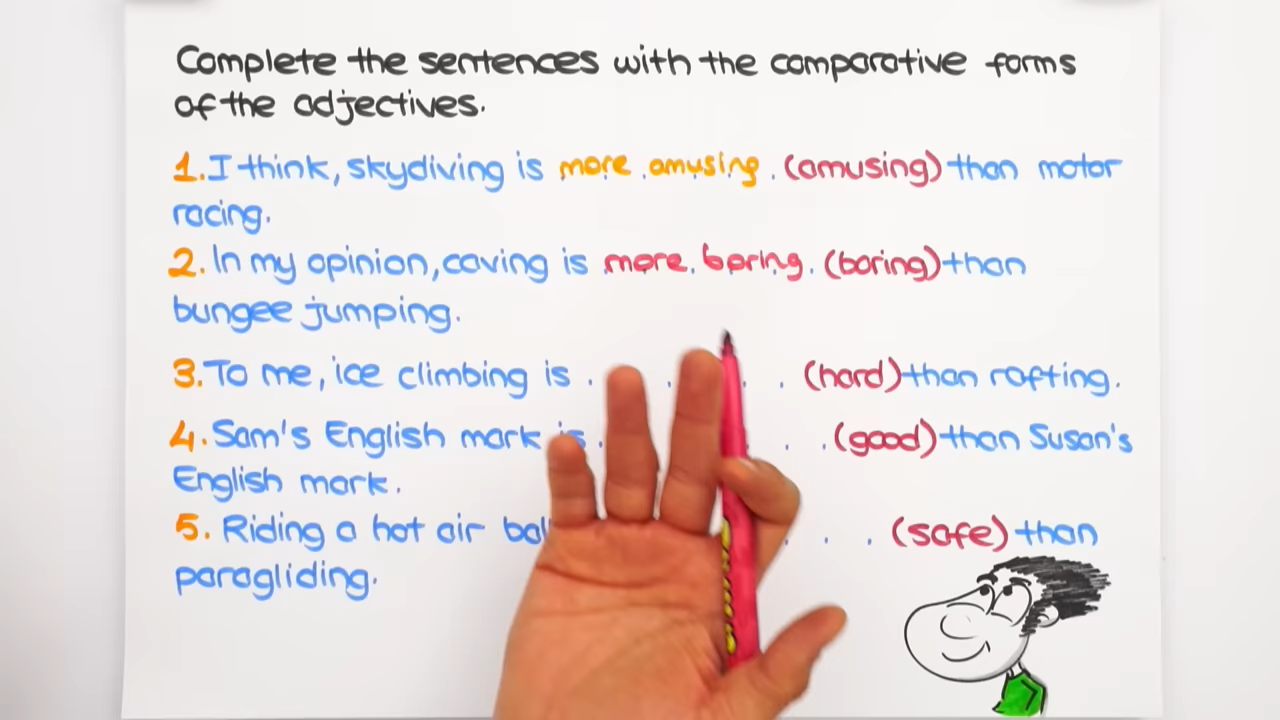 Complete the sentences with the comparative forms
of the adjectives.
1. I think, skydiving is more amusing. (amusing) than motor
racing.
2. In my opinion, caving is more boring. (boring) than
bungee jumping.
3. To me, ice climbing is . . . . (hard) than rafting.
4. Sam's English mark is . . . . (good) than Susan's
English mark.
5. Riding a hot air . . . (safe) than
paragliding.